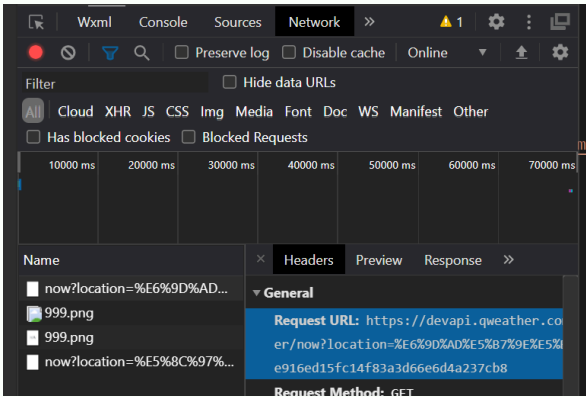 Wxml Console Sources Network » 1
Preserve log Disable cache Online
Filter Hide data URLs
All Cloud XHR JS CSS Img Media Font Doc WS Manifest Other
Has blocked cookies Blocked Requests
10000 ms 20000 ms 30000 ms 40000 ms 50000 ms 60000 ms 70000 ms
Name × Headers Preview Response »
now?location=%E6%9D%AD...
999.png
999.png
now?location=%E5%8C%97%...
General
Request URL: https://devapi.qweather.co
er/now?location=%E6%9D%AD%E5%B7%9E%E5%
e916ed15fc14f83a3d66e6d4a237cb8
Request Method: GET